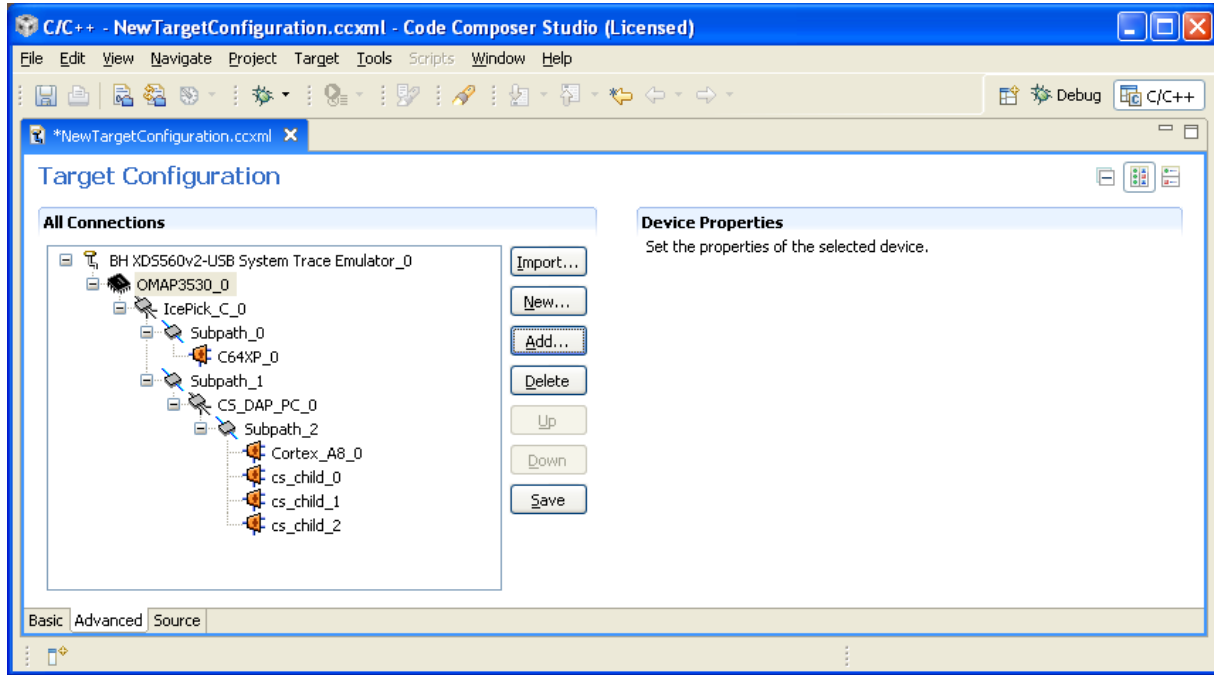 C/C++ - NewTargetConfiguration.ccxml - Code Composer Studio (Licensed)
File Edit View Navigate Project Target Tools Scripts Window Help
Debug C/C++
*NewTargetConfiguration.ccxml
Target Configuration
All Connections
Device Properties
Set the properties of the selected device.
BH XDS560v2-USB System Trace Emulator_0
Import...
OMAP3530_0
IcePick_C_0
New...
Subpath_0
Add...
C64XP_0
Subpath_1
Delete
CS_DAP_PC_0
Subpath_2
Up
Cortex_A8_0
Down
cs_child_0
cs_child_1
Save
cs_child_2
Basic Advanced Source